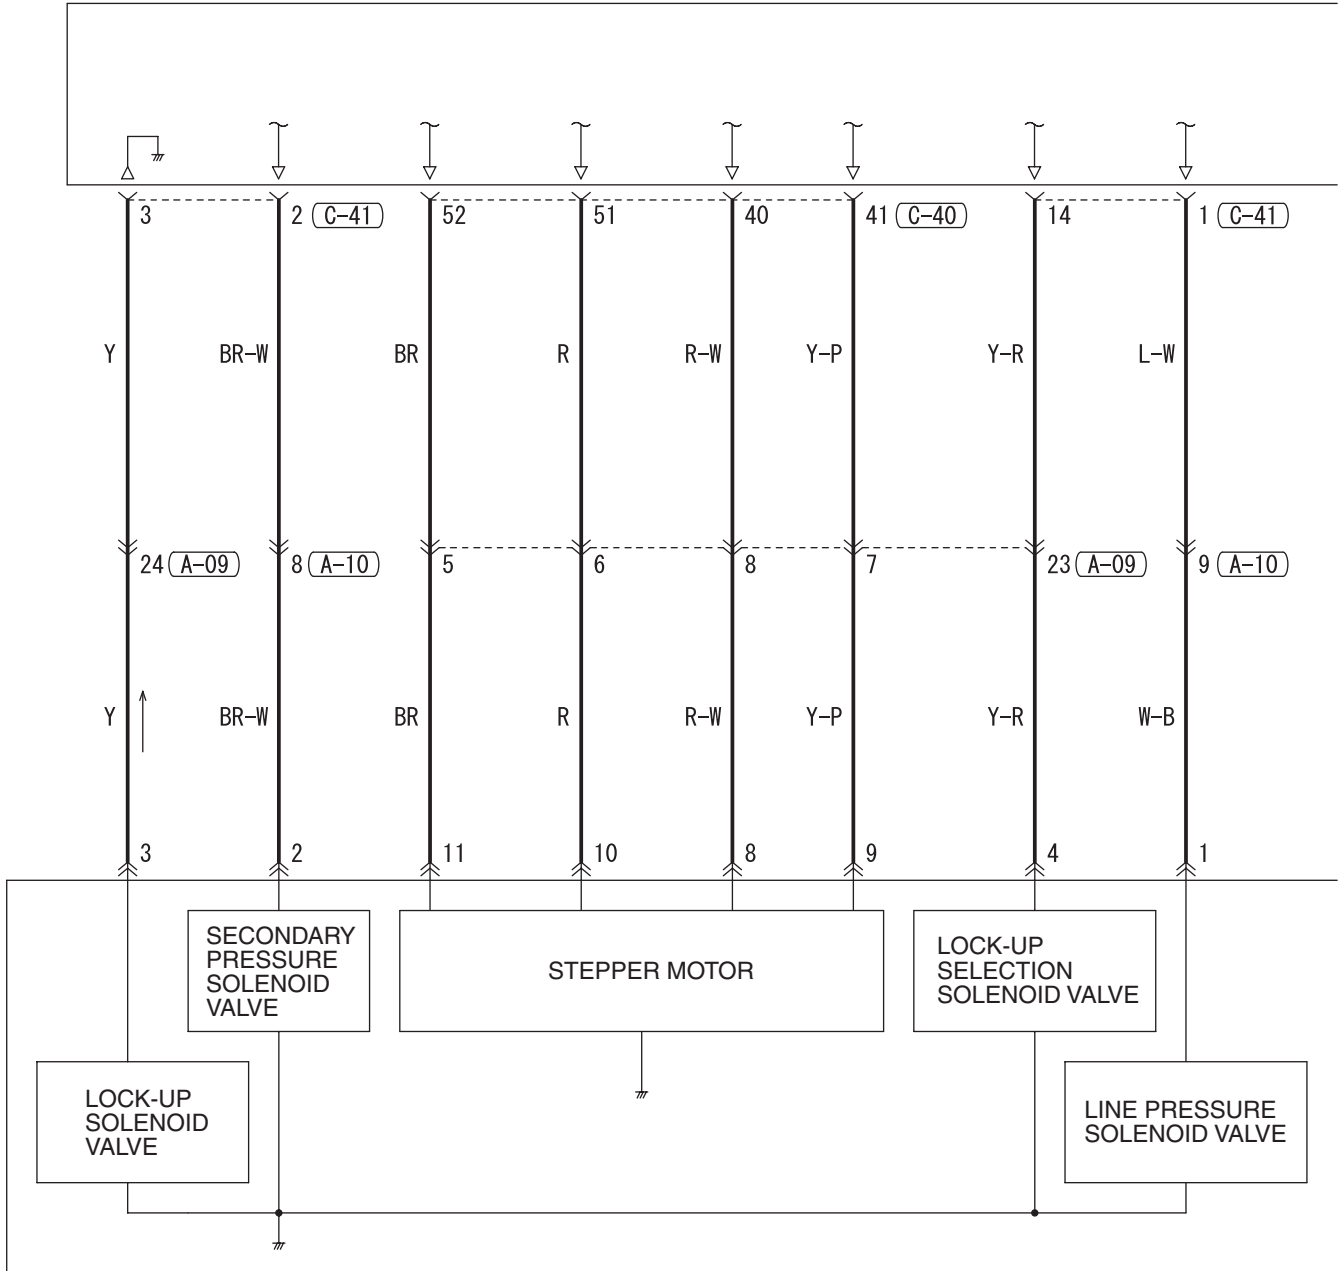 3 2 C-41 52 51 40 41 C-40 14 1 C-41
Y BR-W BR R R-W Y-P Y-R L-W
24 A-09 8 A-10 5 6 8 7 23 A-09 9 A-10
Y BR-W BR R R-W Y-P Y-R W-B
3 2 11 10 8 9 4 1
SECONDARY
PRESSURE
SOLENOID
VALVE
STEPPER MOTOR
LOCK-UP
SELECTION
SOLENOID VALVE
LOCK-UP
SOLENOID
VALVE
LINE PRESSURE
SOLENOID VALVE